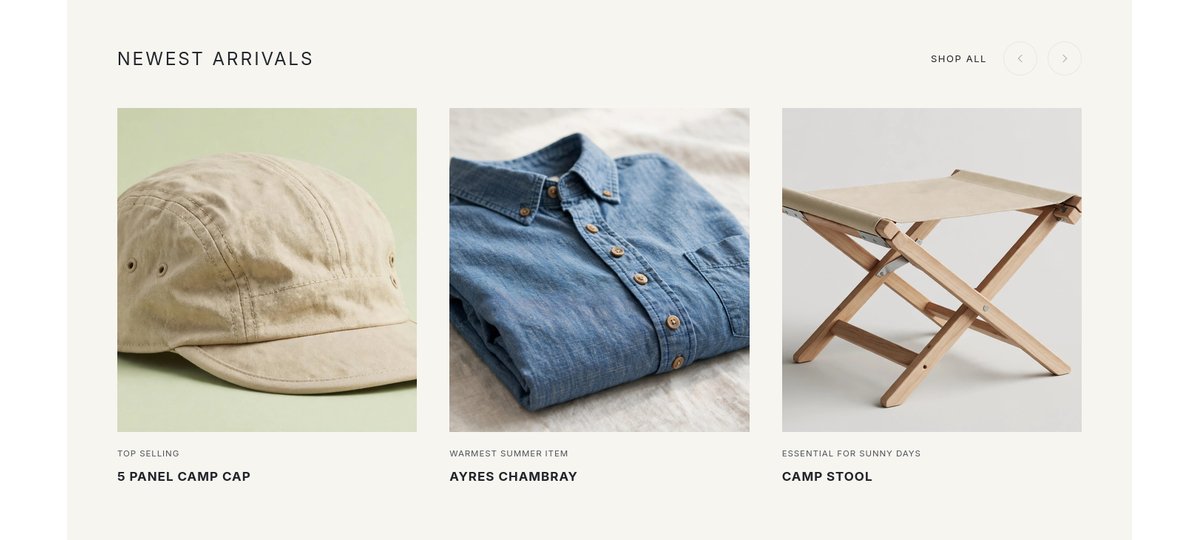 NEWEST ARRIVALS
SHOP ALL
TOP SELLING
5 PANEL CAMP CAP
WARMEST SUMMER ITEM
AYRES CHAMBRAY
ESSENTIAL FOR SUNNY DAYS
CAMP STOOL